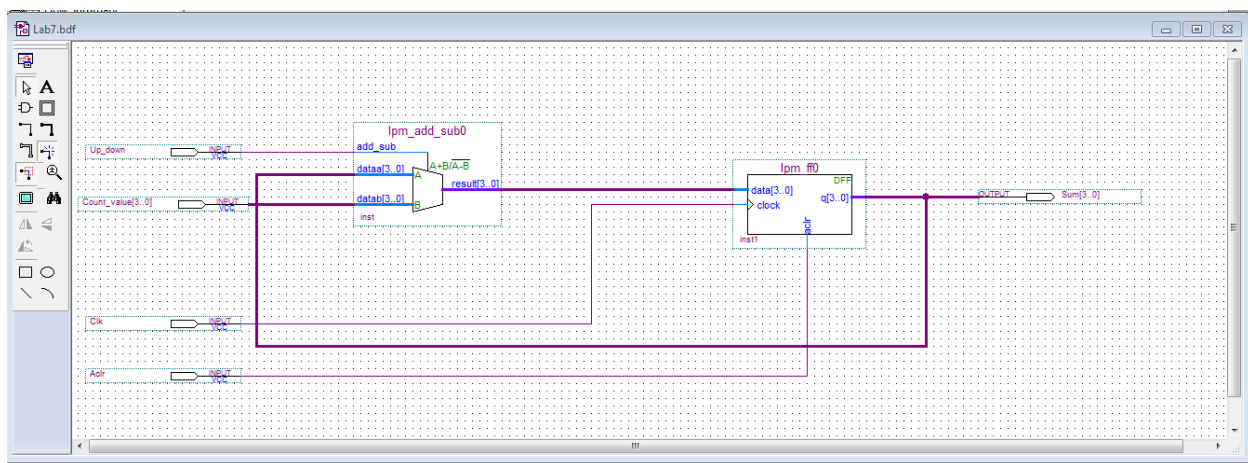 Lab7.bdf
A
lpm_add_sub0
Up_down
INPUT
VCC
add_sub
A+B/A-B
dataa[3..0]
A
result[3..0]
Count_value[3..0]
INPUT
VCC
datab[3..0]
B
inst
lpm_ff0
DFF
data[3..0]
q[3..0]
clock
aclr
inst1
OUTPUT
Sum[3..0]
Clk
INPUT
VCC
Aclr
INPUT
VCC